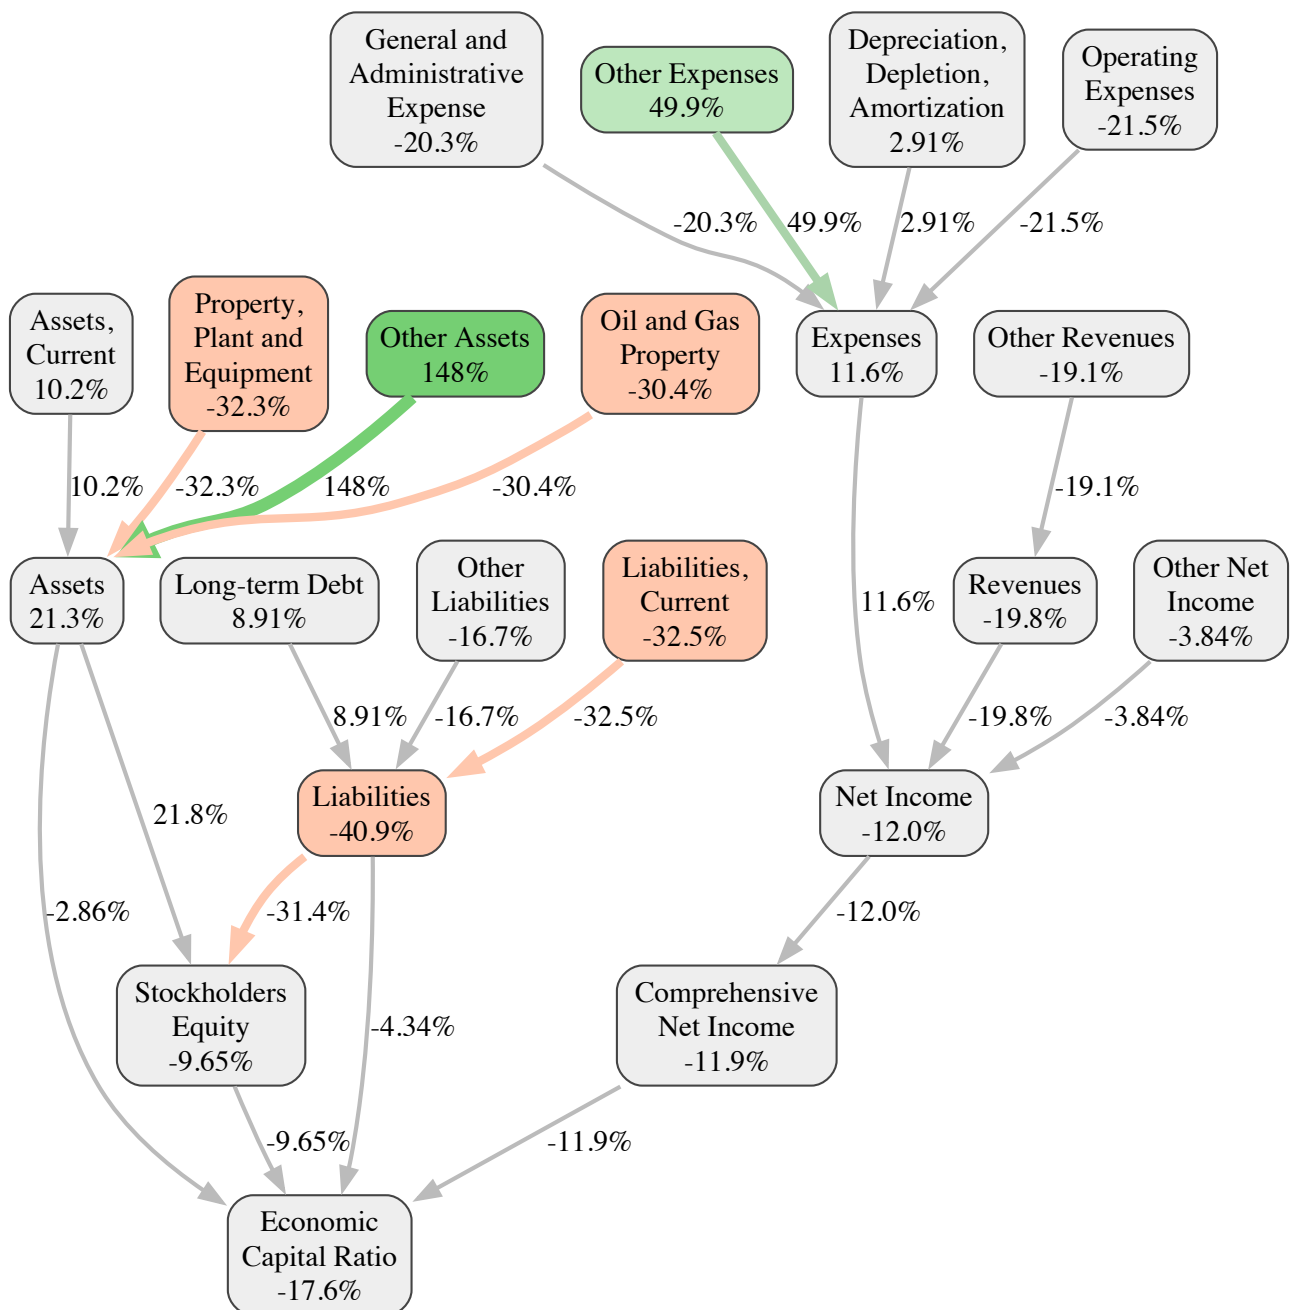 General and
Administrative
Expense
-20.3%
Other Expenses
49.9%
Depreciation,
Depletion,
Amortization
2.91%
Operating
Expenses
-21.5%
-20.3%
49.9%
2.91%
-21.5%
Assets,
Current
10.2%
Property,
Plant and
Equipment
-32.3%
Other Assets
148%
Oil and Gas
Property
-30.4%
Expenses
11.6%
Other Revenues
-19.1%
10.2%
-32.3%
148%
-30.4%
-19.1%
Assets
21.3%
Long-term Debt
8.91%
Other
Liabilities
-16.7%
Liabilities,
Current
-32.5%
11.6%
Revenues
-19.8%
Other Net
Income
-3.84%
8.91%
-16.7%
-32.5%
-19.8%
-3.84%
21.8%
Liabilities
-40.9%
Net Income
-12.0%
-2.86%
-31.4%
-12.0%
Stockholders
Equity
-9.65%
-4.34%
Comprehensive
Net Income
-11.9%
-9.65%
-11.9%
Economic
Capital Ratio
-17.6%